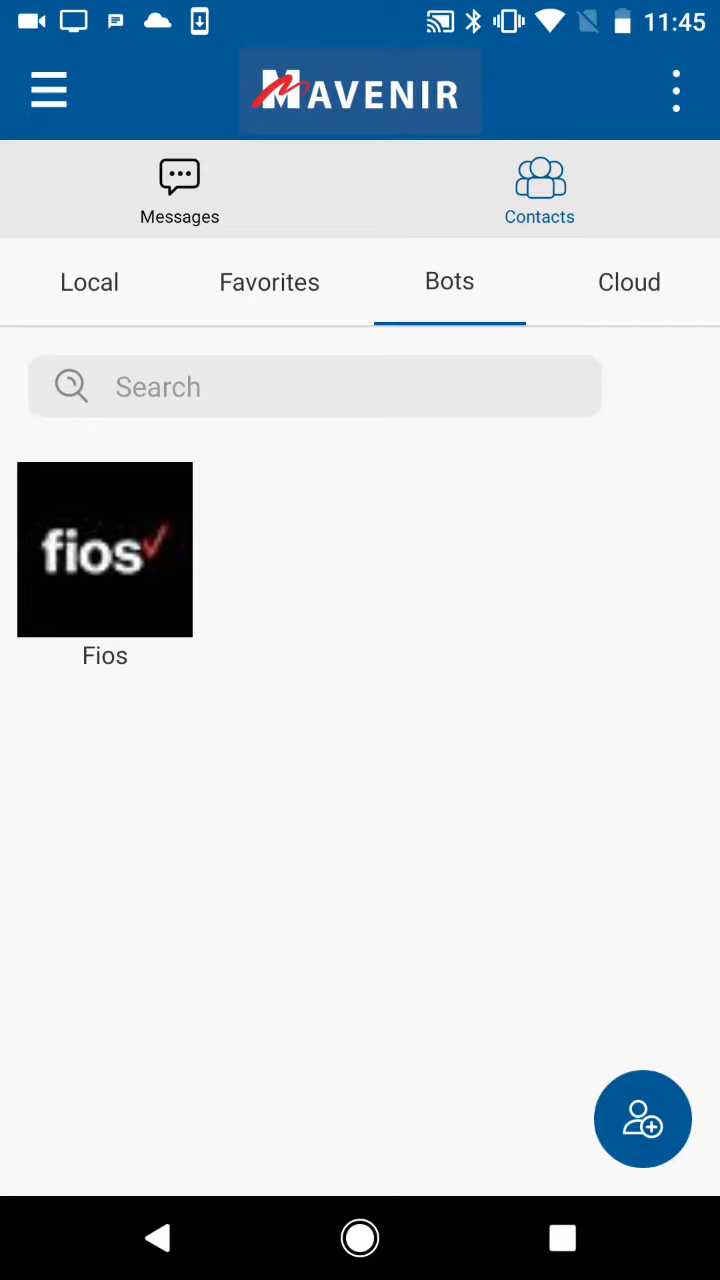 11:45
MAVENIR
Messages
Contacts
Local
Favorites
Bots
Cloud
Search
fios
Fios